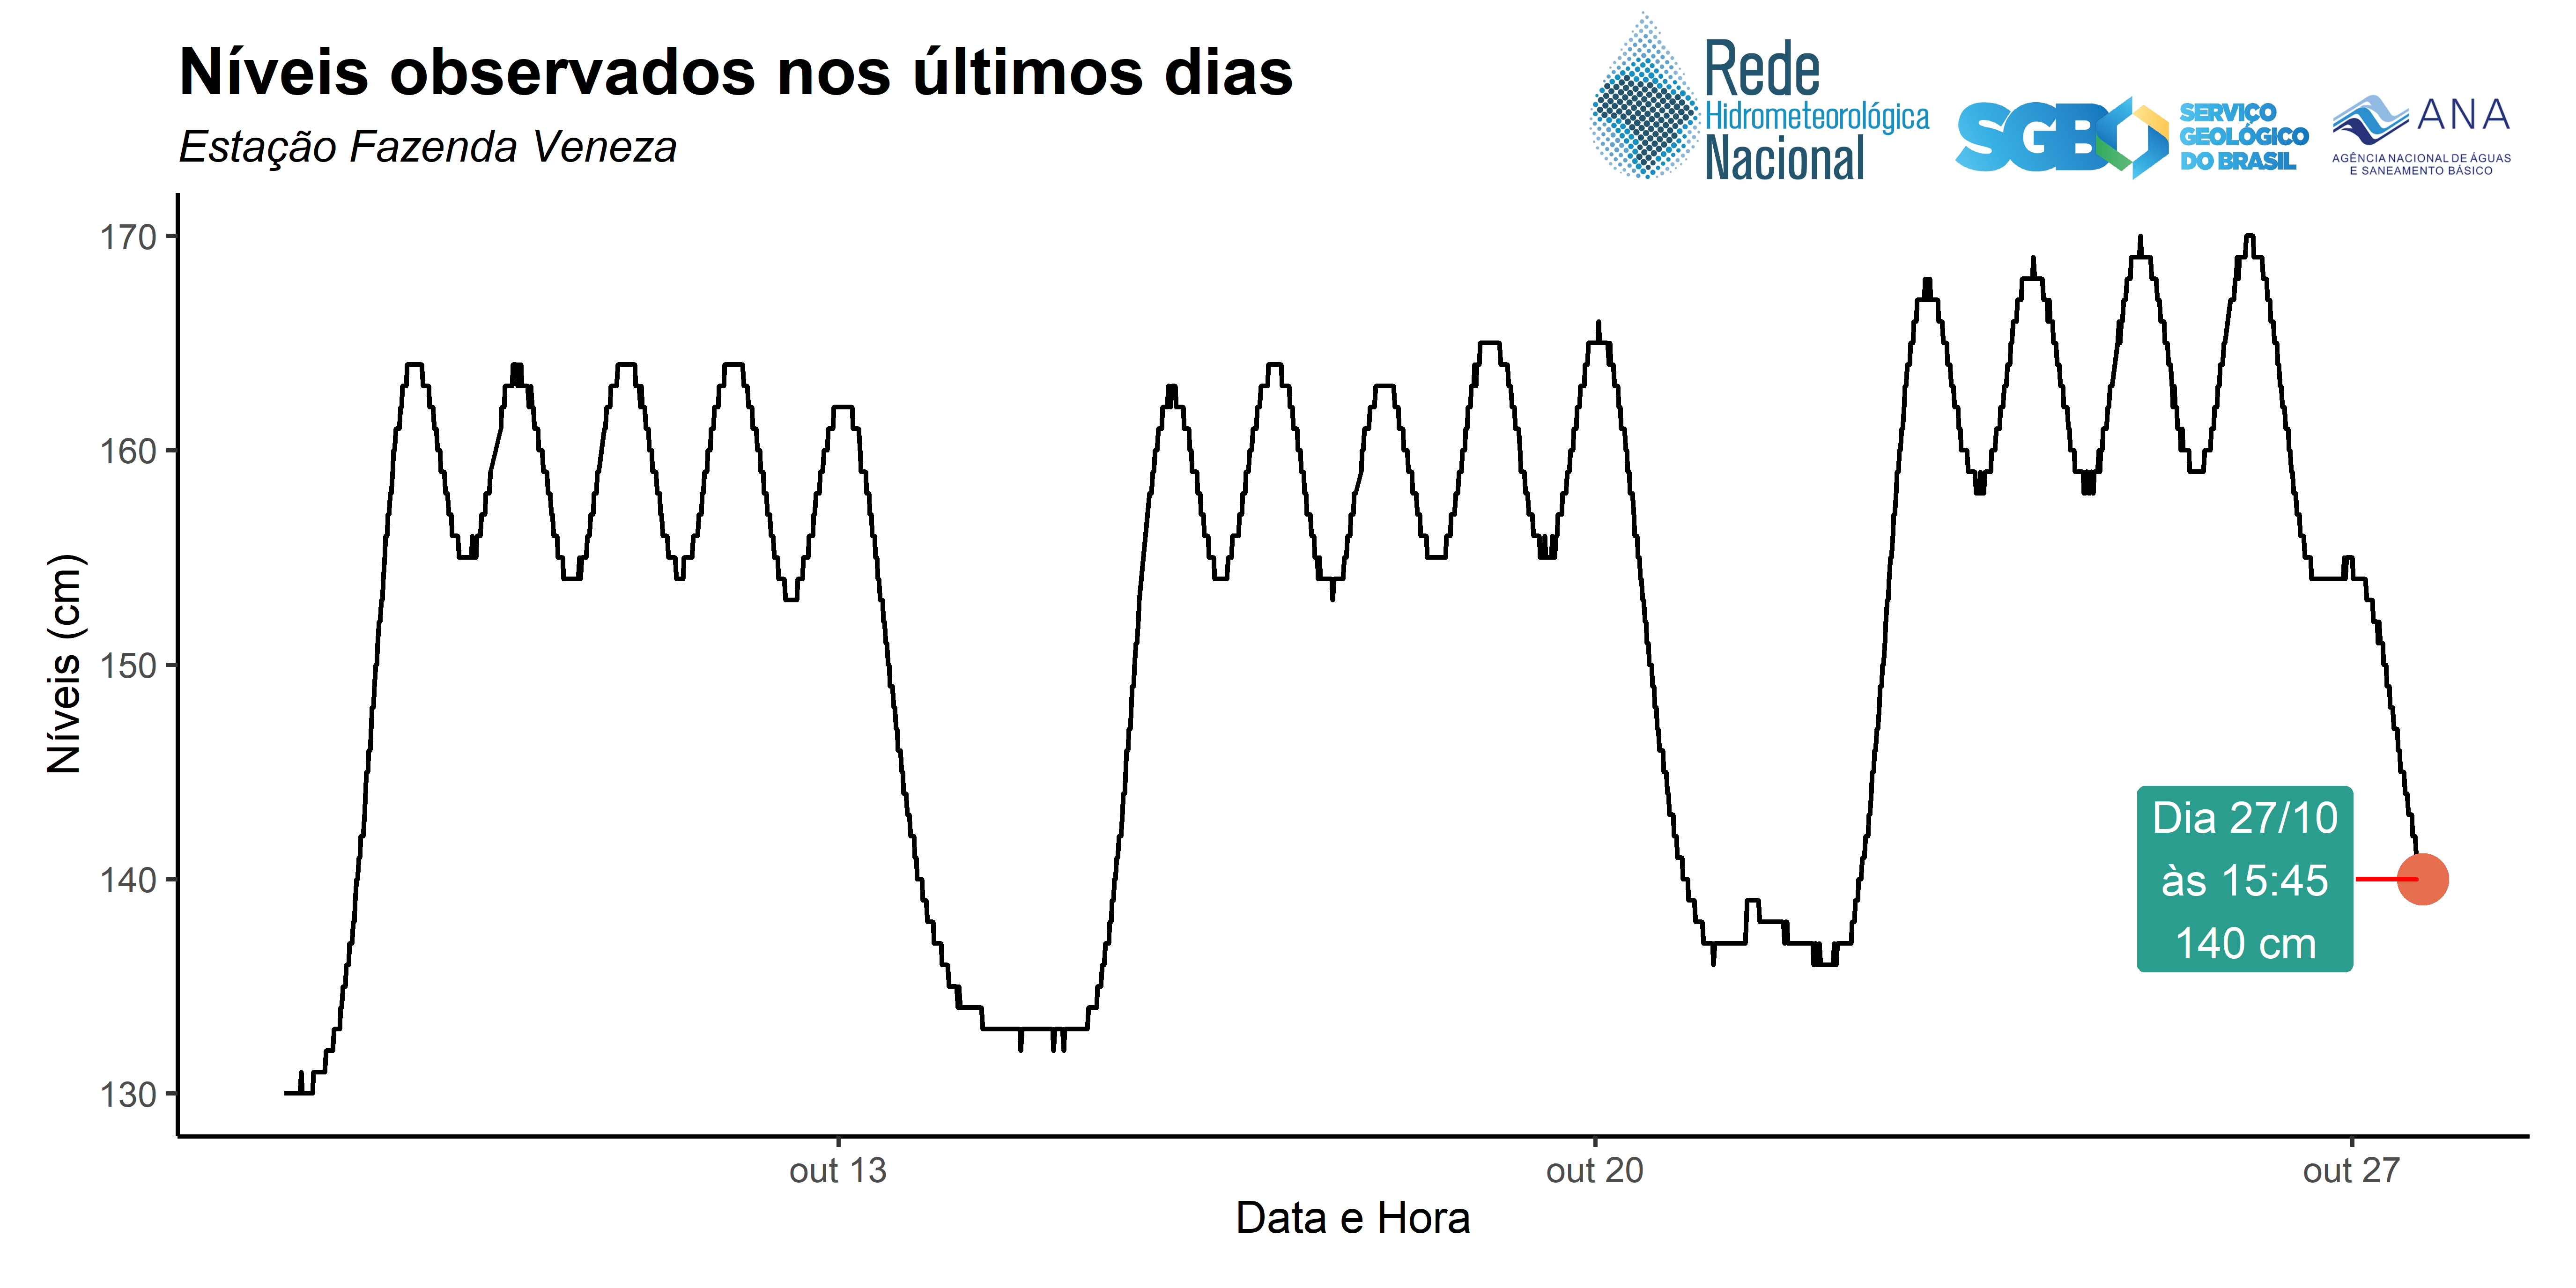 Níveis observados nos últimos dias
Estação Fazenda Veneza
Rede
Hidrometeorológica
Nacional
SGB
SERVIÇO
GEOLÓGICO
DO BRASIL
ANA
AGÊNCIA NACIONAL DE ÁGUAS
E SANEAMENTO BÁSICO
Níveis (cm)
170
160
150
140
130
Dia 27/10
às 15:45
140 cm
out 13
out 20
out 27
Data e Hora